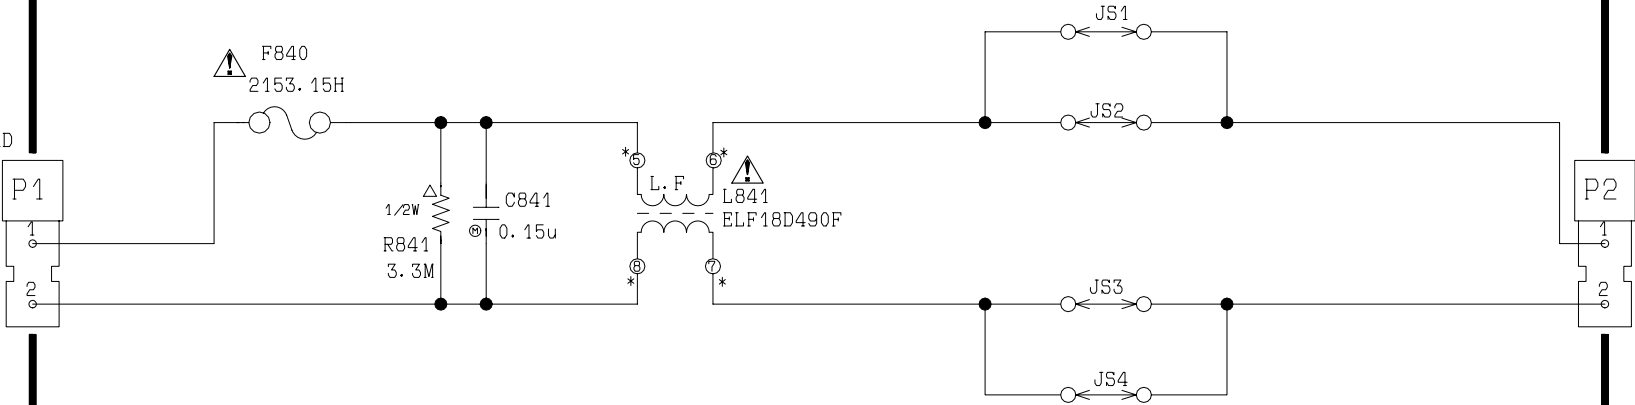 JS1
F840
2153.15H
JS2
D
* 5
6 *
P1
L.F
L841
ELF18D490F
P2
1/2W
C841
M 0.15u
1
R841
3.3M
1
8
*
7
*
2
JS3
2
JS4